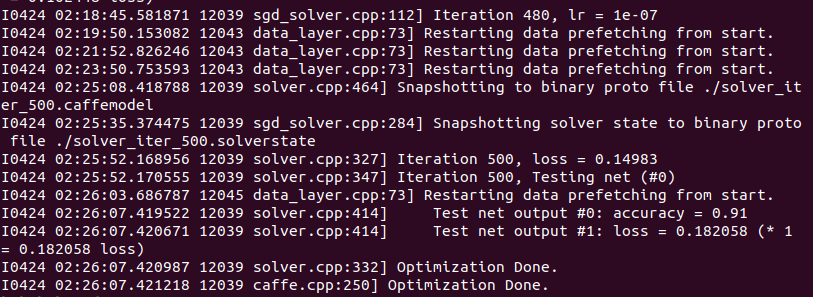 I0424 02:18:45.581871 12039 sgd_solver.cpp:112] Iteration 480, lr = 1e-07
I0424 02:19:50.153082 12043 data_layer.cpp:73] Restarting data prefetching from start.
I0424 02:21:52.826246 12043 data_layer.cpp:73] Restarting data prefetching from start.
I0424 02:23:50.753593 12043 data_layer.cpp:73] Restarting data prefetching from start.
I0424 02:25:08.418788 12039 solver.cpp:464] Snapshotting to binary proto file ./solver_it
er_500.caffemodel
I0424 02:25:35.374475 12039 sgd_solver.cpp:284] Snapshotting solver state to binary proto
 file ./solver_iter_500.solverstate
I0424 02:25:52.168956 12039 solver.cpp:327] Iteration 500, loss = 0.14983
I0424 02:25:52.170555 12039 solver.cpp:347] Iteration 500, Testing net (#0)
I0424 02:26:03.686787 12045 data_layer.cpp:73] Restarting data prefetching from start.
I0424 02:26:07.419522 12039 solver.cpp:414]     Test net output #0: accuracy = 0.91
I0424 02:26:07.420671 12039 solver.cpp:414]     Test net output #1: loss = 0.182058 (* 1
= 0.182058 loss)
I0424 02:26:07.420987 12039 solver.cpp:332] Optimization Done.
I0424 02:26:07.421218 12039 caffe.cpp:250] Optimization Done.